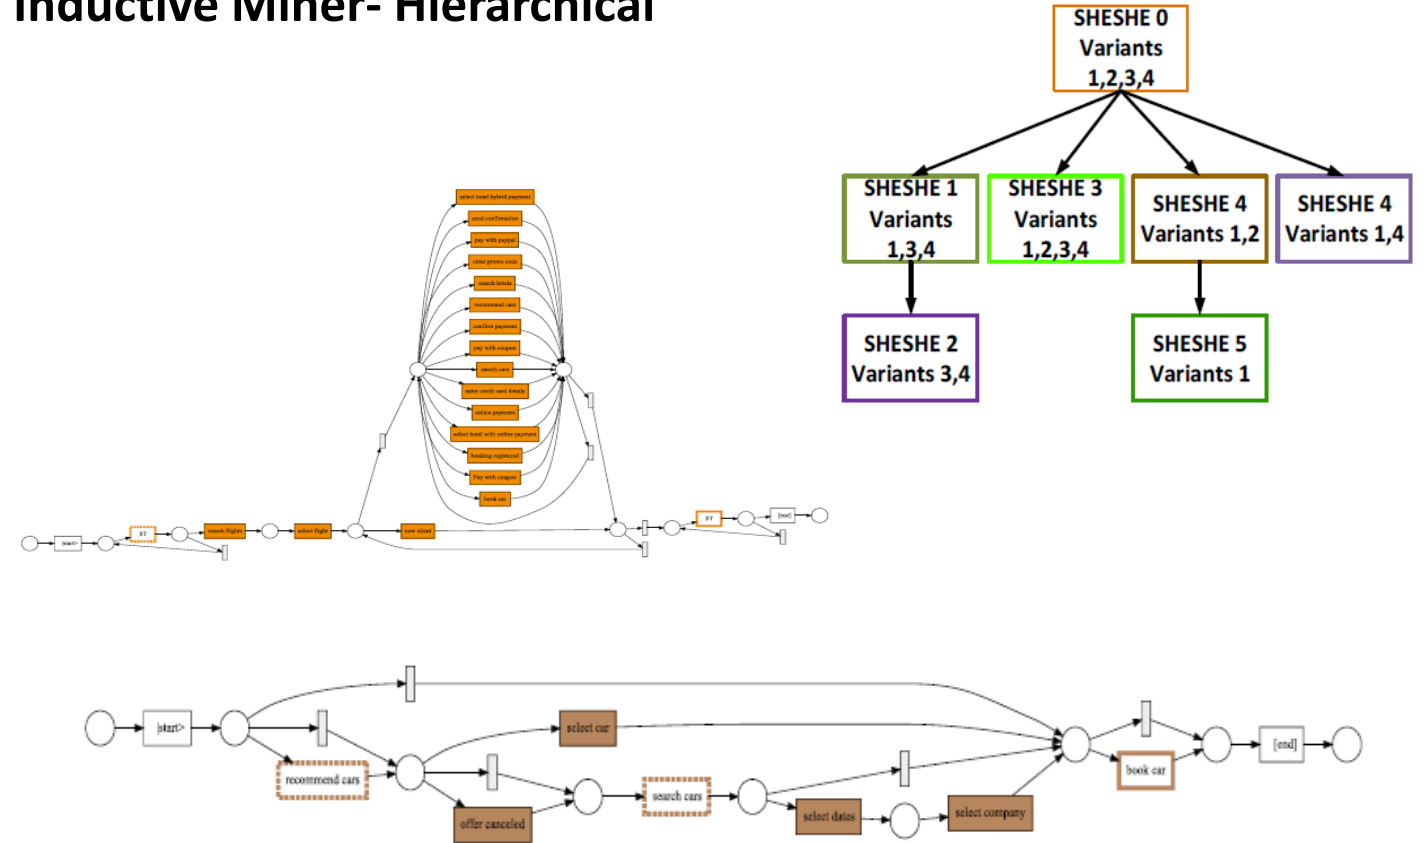 Inductive Miner- Hierarchical
SHESHE 0
Variants
1,2,3,4
SHESHE 1
Variants
1,3,4
SHESHE 3
Variants
1,2,3,4
SHESHE 4
Variants 1,2
SHESHE 4
Variants 1,4
SHESHE 2
Variants 3,4
SHESHE 5
Variants 1
select hotel hybrid payment
send confirmation
pay with paypal
enter promo code
search hotels
recommend cars
confirm payment
pay with coupon
search cars
enter credit card details
online payment
select hotel with online payment
booking registered
Pay with coupon
book car
|start>
ST
search flights
select flight
new client
ST
[end]
|start>
recommend cars
select car
offer canceled
search cars
select dates
select company
book car
[end]